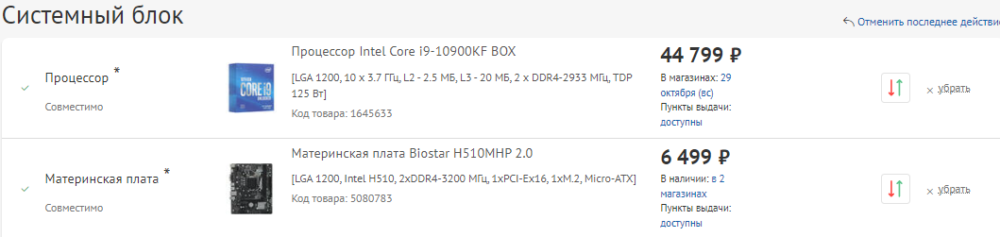 Системный блок
Отменить последнее действие
Процессор *
Совместимо
CORE i9
Процессор Intel Core i9-10900KF BOX
[LGA 1200, 10 x 3.7 ГГц, L2 - 2.5 МБ, L3 - 20 МБ, 2 x DDR4-2933 МГц, TDP
125 Вт]
Код товара: 1645633
44 799 ₽
В магазинах: 29
октября (вс)
Пункты выдачи:
доступны
убрать
Материнская плата *
Совместимо
Материнская плата Biostar H510MHP 2.0
[LGA 1200, Intel H510, 2xDDR4-3200 МГц, 1xPCI-Ex16, 1xM.2, Micro-ATX]
Код товара: 5080783
6 499 ₽
В наличии: в 2
магазинах
Пункты выдачи:
доступны
убрать